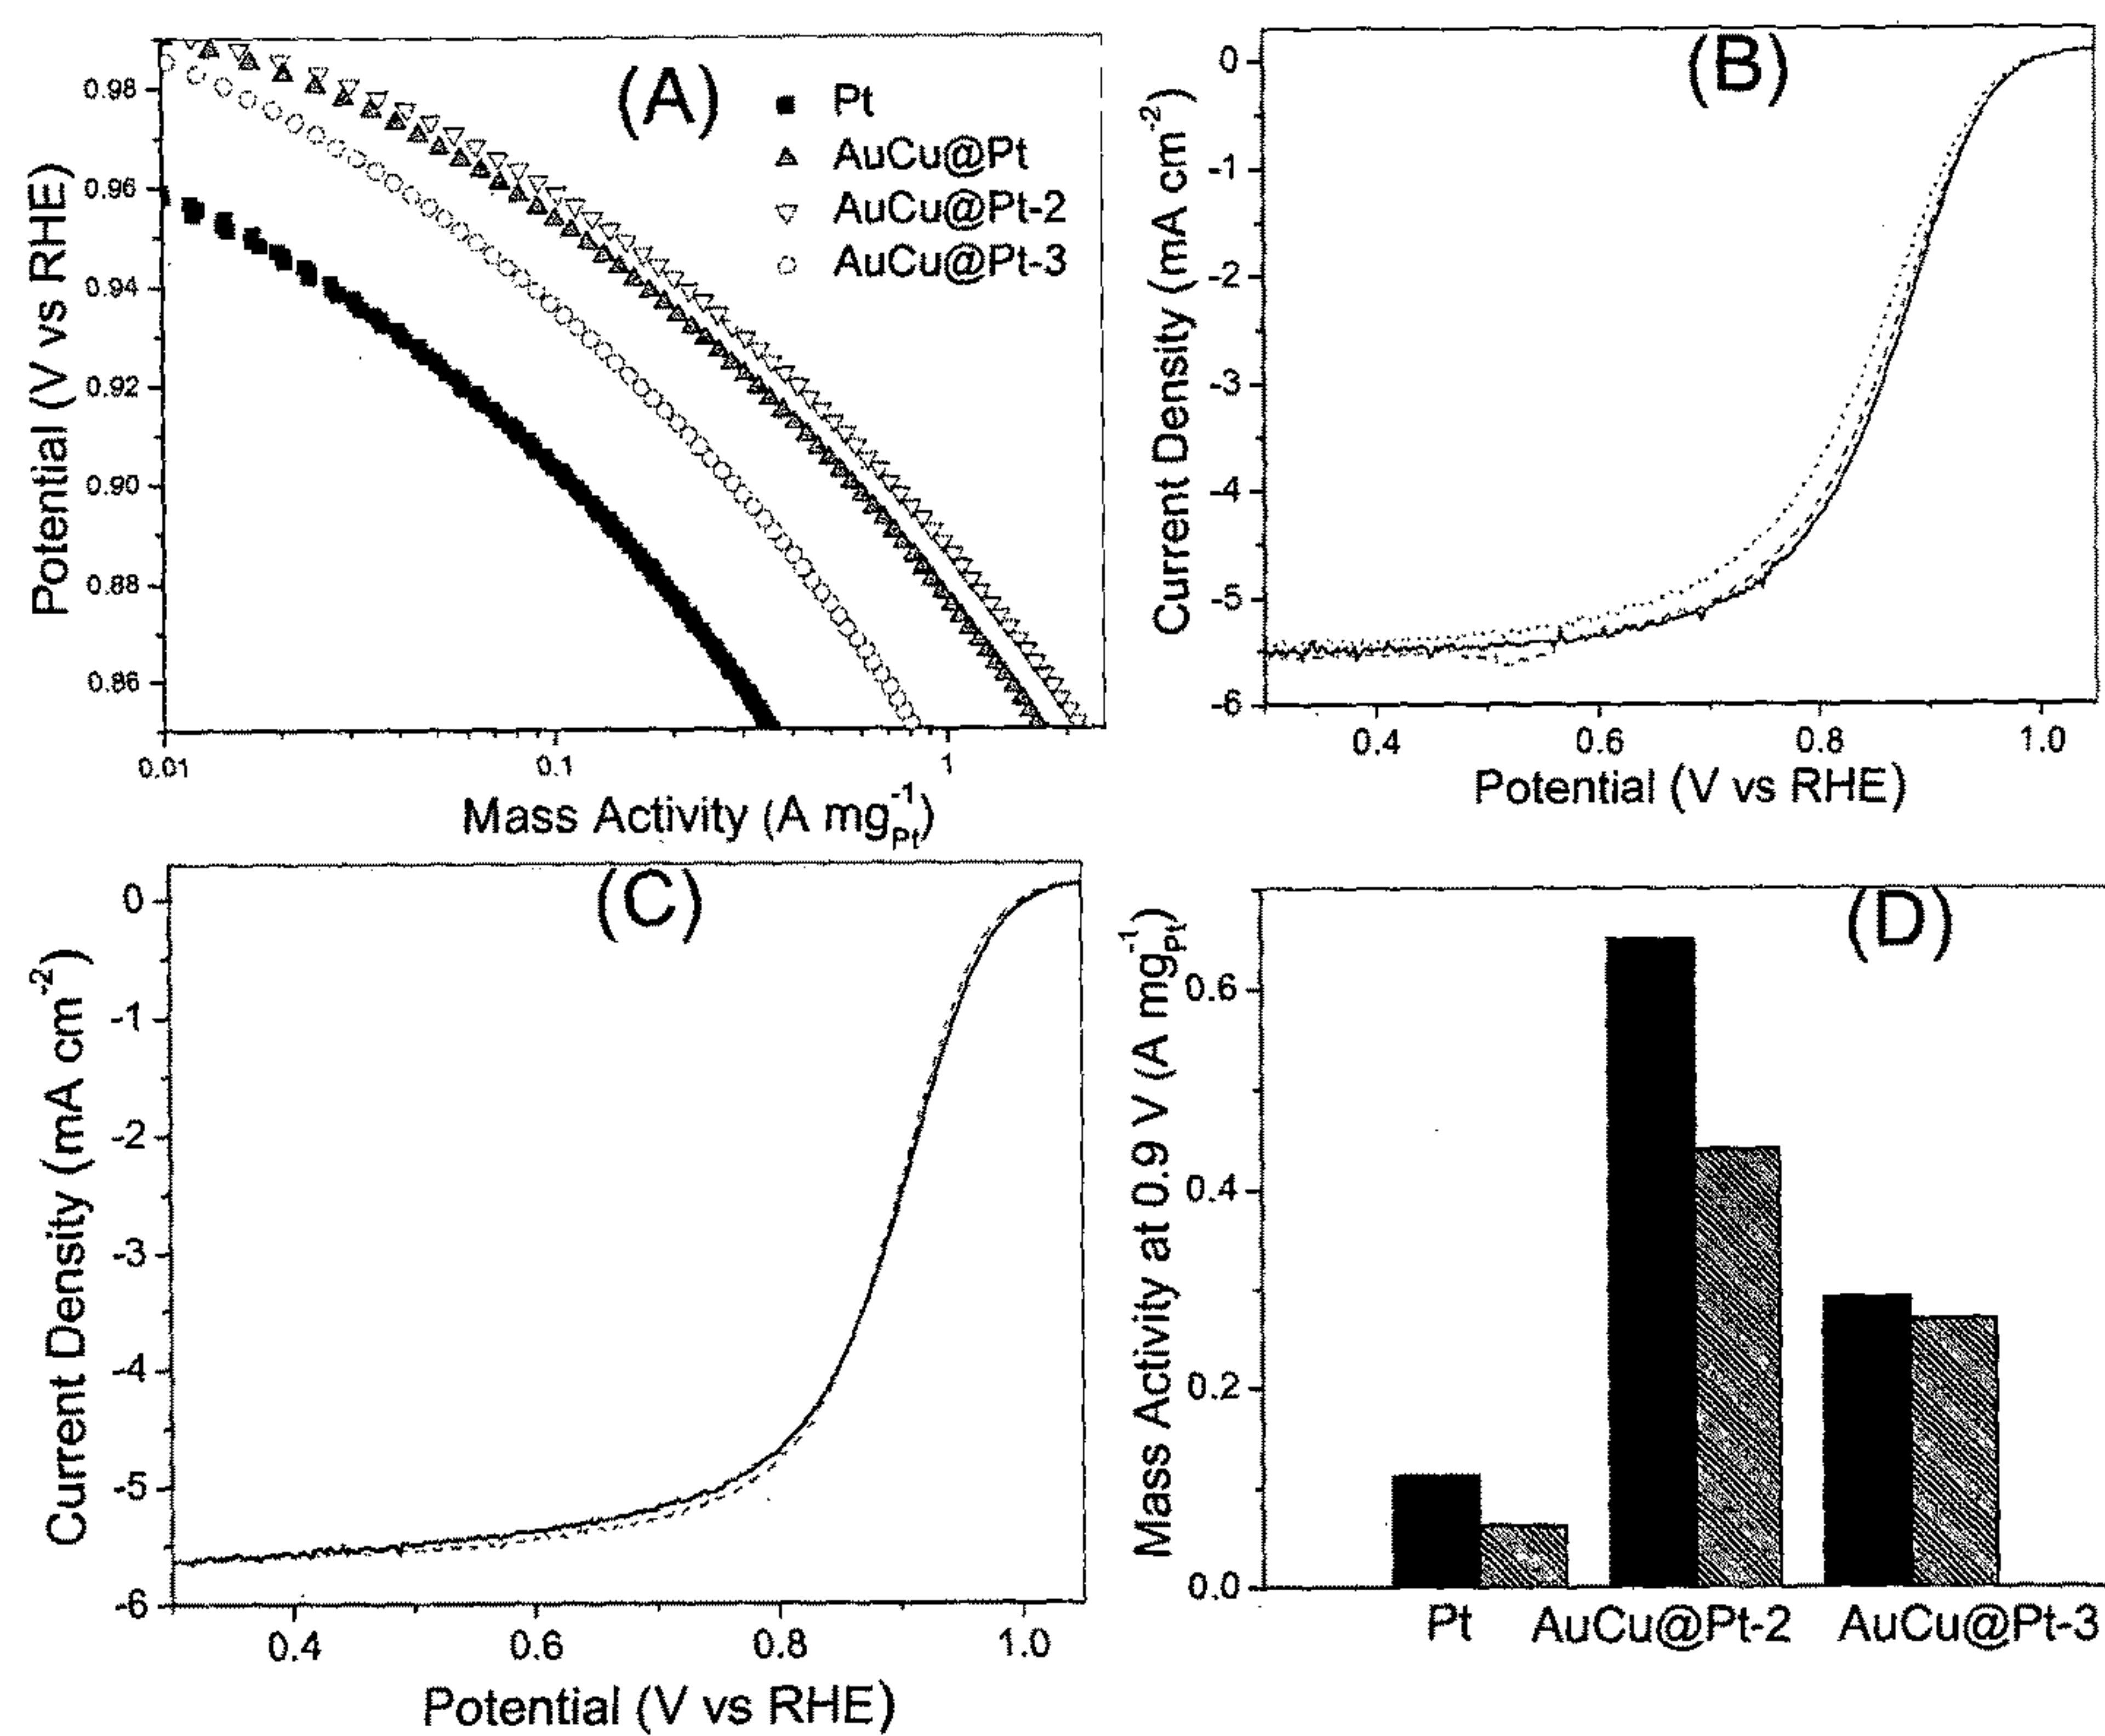 (A)
Pt
AuCu@Pt
AuCu@Pt-2
AuCu@Pt-3
Potential (V vs RHE)
0.98
0.96
0.94
0.92
0.90
0.88
0.86
0.01
0.1
1
Mass Activity (A mg⁻¹Pt)
(B)
Current Density (mA cm⁻²)
0
-1
-2
-3
-4
-5
-6
0.4
0.6
0.8
1.0
Potential (V vs RHE)
(C)
Current Density (mA cm⁻²)
0
-1
-2
-3
-4
-5
-6
0.4
0.6
0.8
1.0
Potential (V vs RHE)
(D)
Mass Activity at 0.9 V (A mg⁻¹Pt)
0.6
0.4
0.2
0.0
Pt
AuCu@Pt-2
AuCu@Pt-3